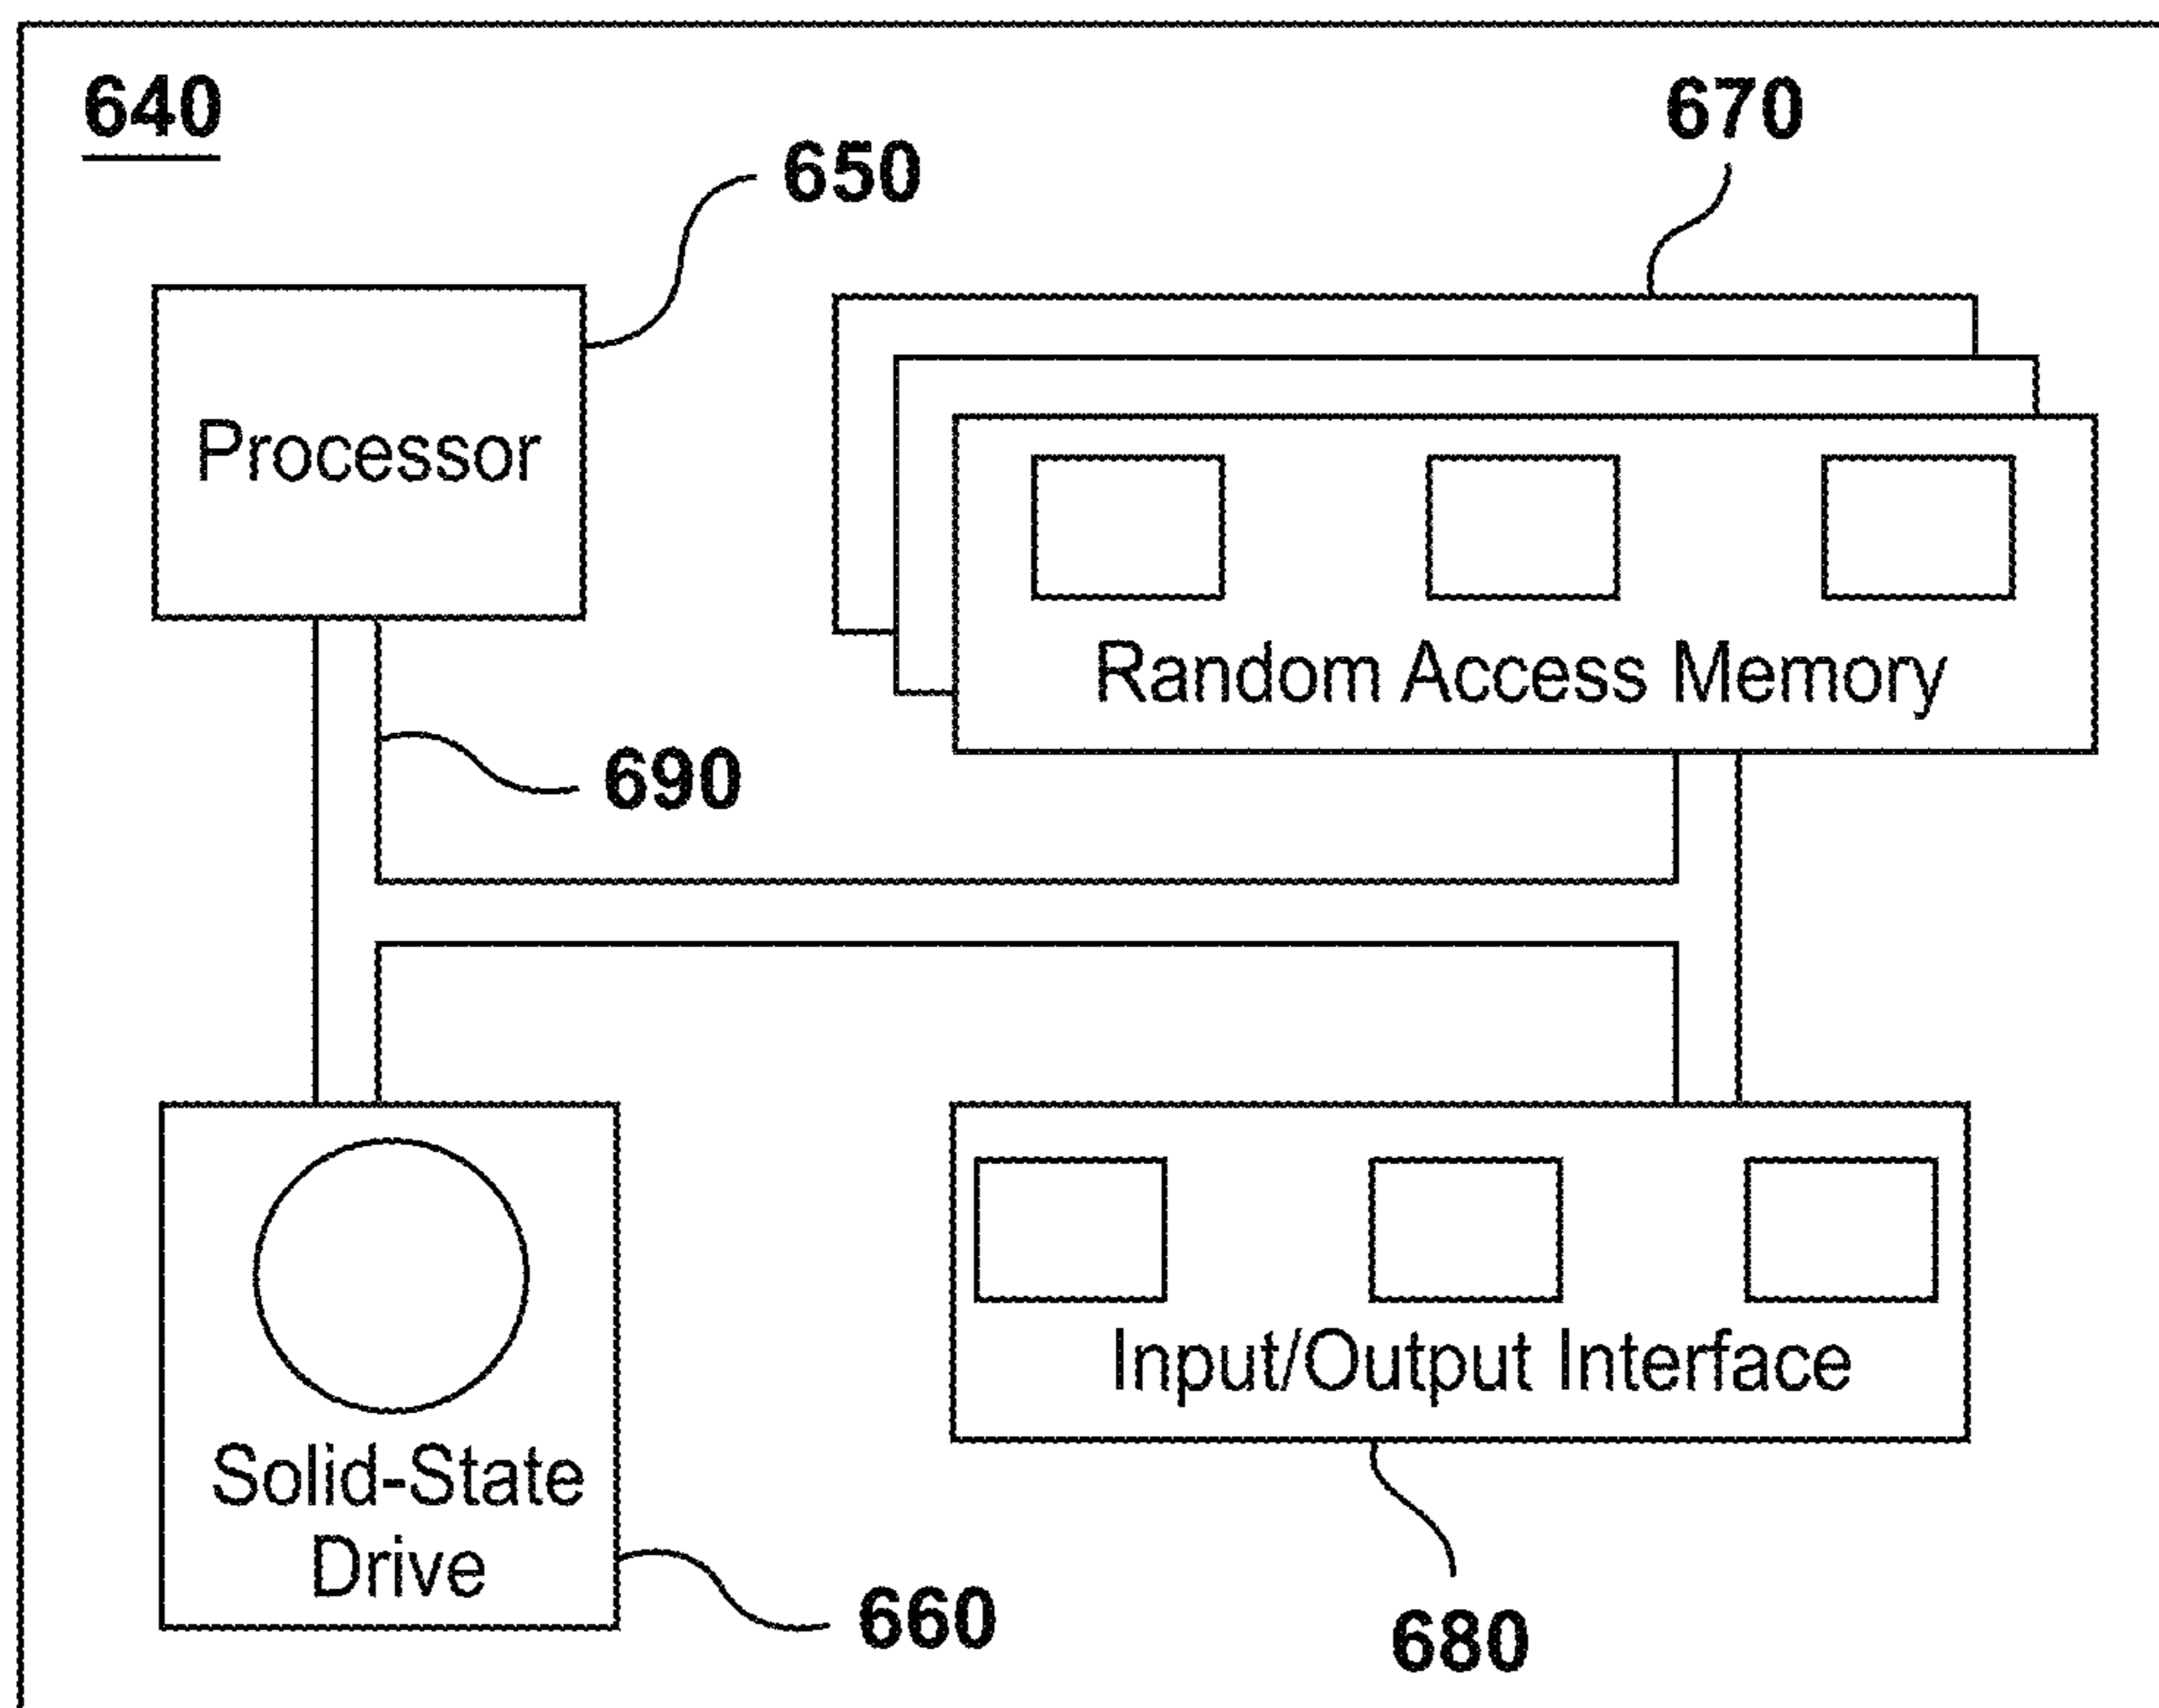 640
650
670
Processor
Random Access Memory
690
Input/Output Interface
Solid-State
Drive
660
680